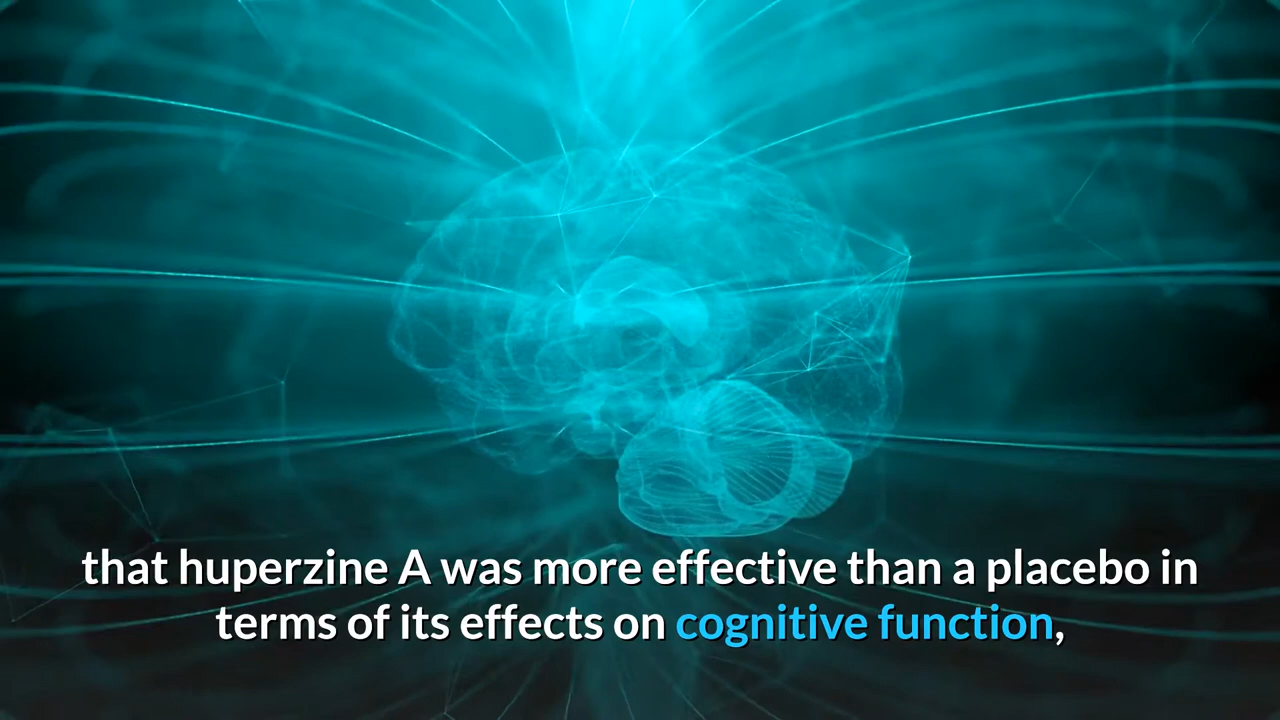 that huperzine A was more effective than a placebo in
terms of its effects on cognitive function,